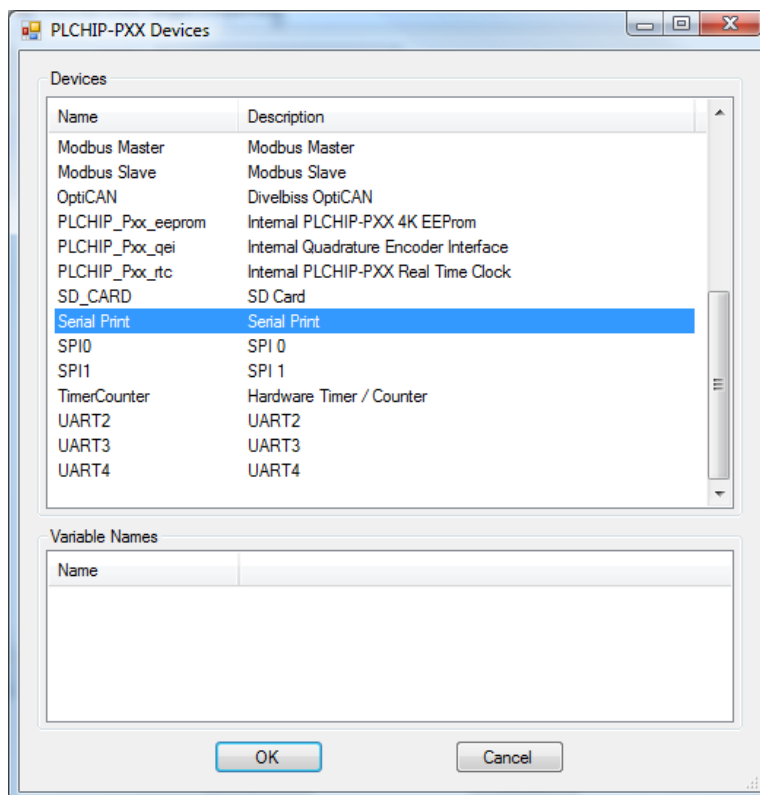 PLCHIP-PXX Devices
Devices
Name Description
Modbus Master Modbus Master
Modbus Slave Modbus Slave
OptiCAN Divelbiss OptiCAN
PLCHIP_Pxx_eeprom Internal PLCHIP-PXX 4K EEProm
PLCHIP_Pxx_qei Internal Quadrature Encoder Interface
PLCHIP_Pxx_rtc Internal PLCHIP-PXX Real Time Clock
SD_CARD SD Card
Serial Print Serial Print
SPI0 SPI 0
SPI1 SPI 1
TimerCounter Hardware Timer / Counter
UART2 UART2
UART3 UART3
UART4 UART4
Variable Names
Name
OK Cancel